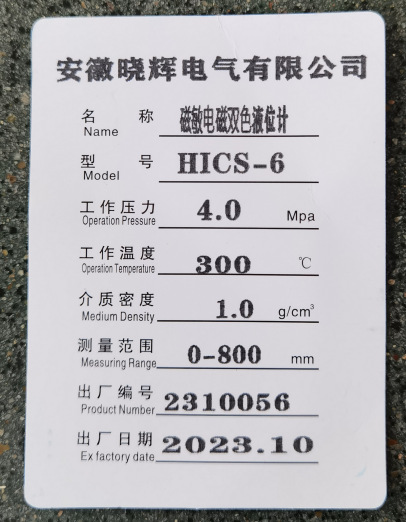 安徽晓辉电气有限公司
名 称 磁敏电磁双色液位计
Name
型 号 HICS-6
Model
工作压力 4.0 Mpa
Operation Pressure
工作温度 300 ℃
Operation Temperature
介质密度 1.0 g/cm³
Medium Density
测量范围 0-800 mm
Measuring Range
出厂编号 2310056
Product Number
出厂日期 2023.10
Ex factory date